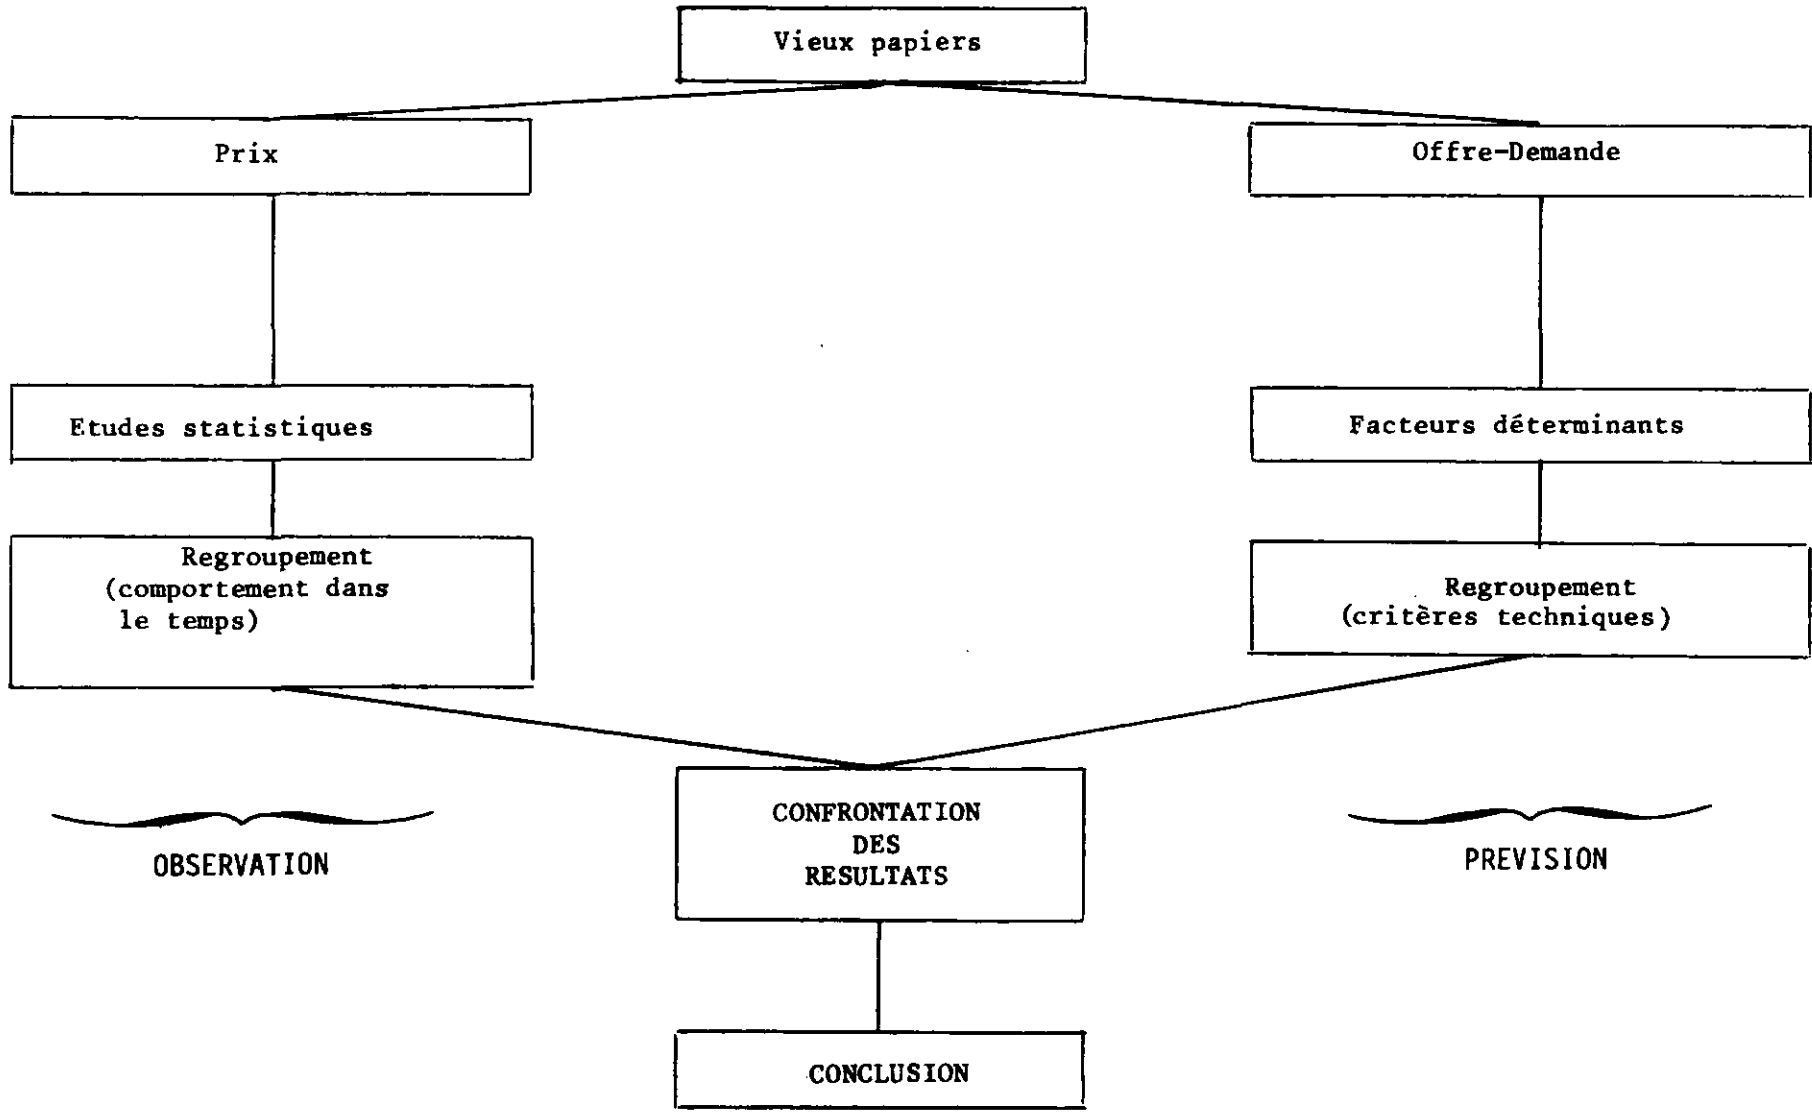 Vieux papiers
Prix
Offre-Demande
Etudes statistiques
Facteurs déterminants
Regroupement
(comportement dans
le temps)
Regroupement
(critères techniques)
CONFRONTATION
DES
RESULTATS
OBSERVATION
PREVISION
CONCLUSION